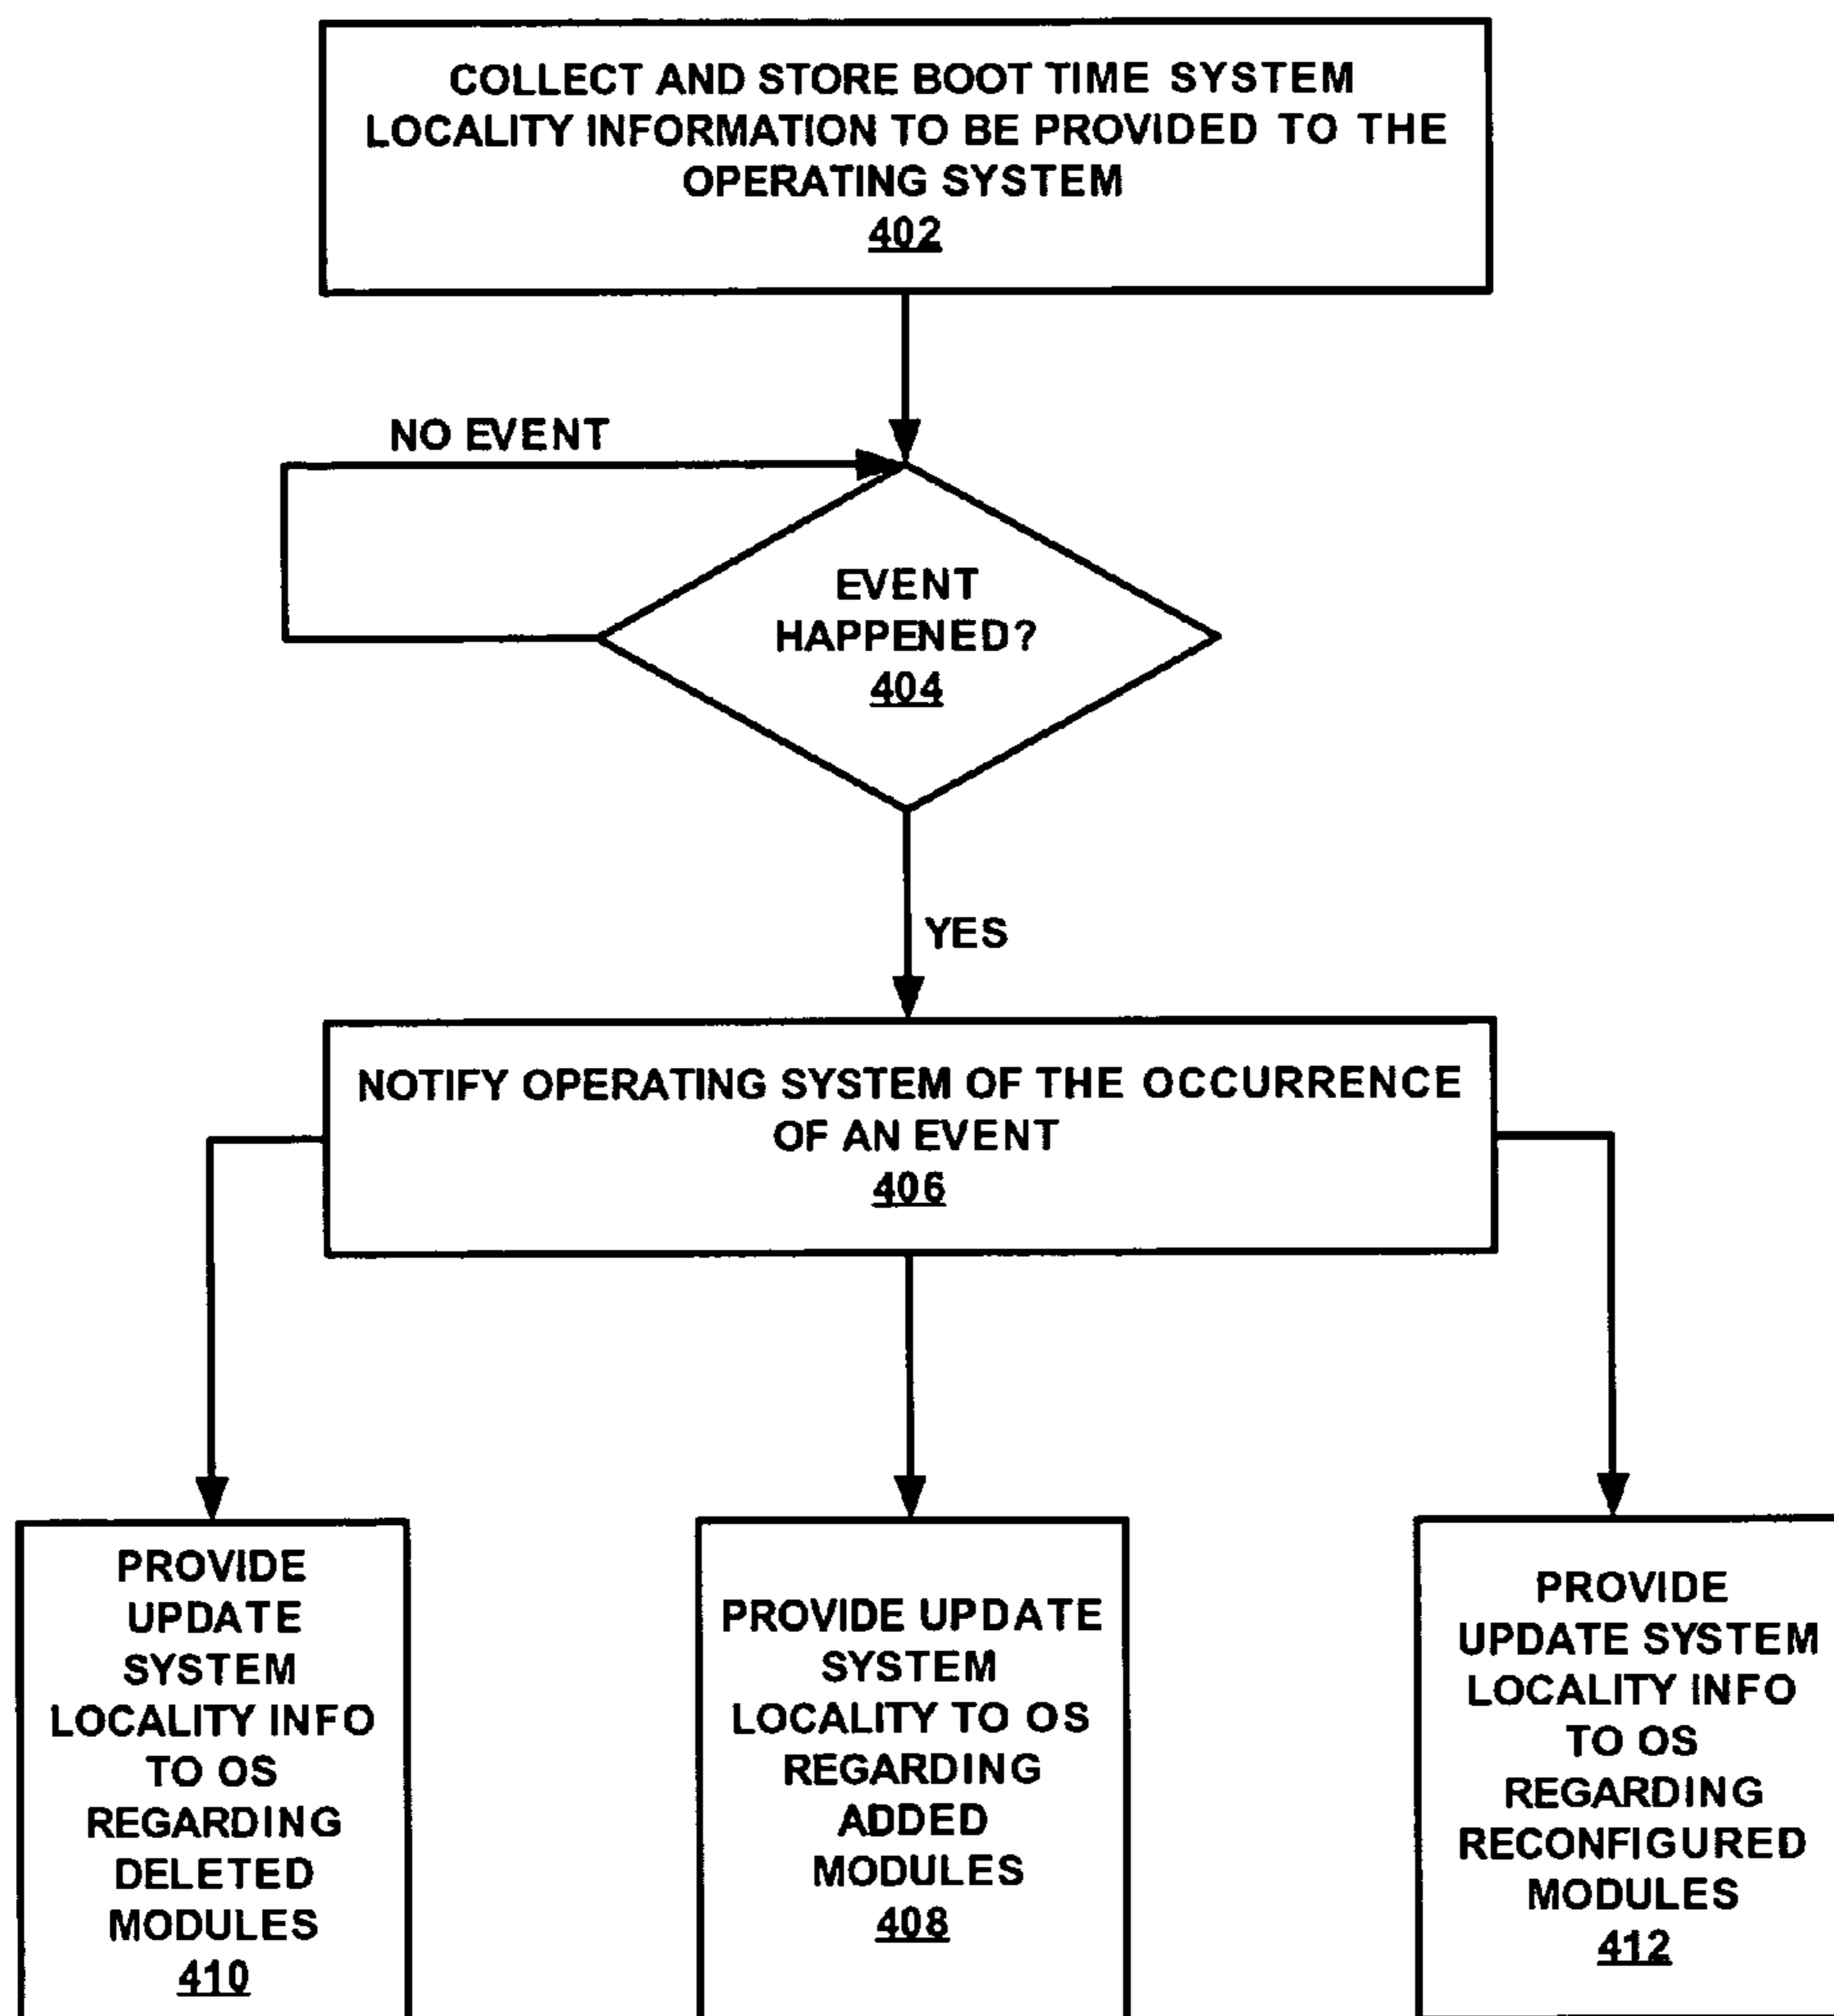 COLLECT AND STORE BOOT TIME SYSTEM
LOCALITY INFORMATION TO BE PROVIDED TO THE
OPERATING SYSTEM
402
NO EVENT
EVENT
HAPPENED?
404
YES
NOTIFY OPERATING SYSTEM OF THE OCCURRENCE
OF AN EVENT
406
PROVIDE
UPDATE
SYSTEM
LOCALITY INFO
TO OS
REGARDING
DELETED
MODULES
410
PROVIDE UPDATE
SYSTEM
LOCALITY TO OS
REGARDING
ADDED
MODULES
408
PROVIDE
UPDATE SYSTEM
LOCALITY INFO
TO OS
REGARDING
RECONFIGURED
MODULES
412